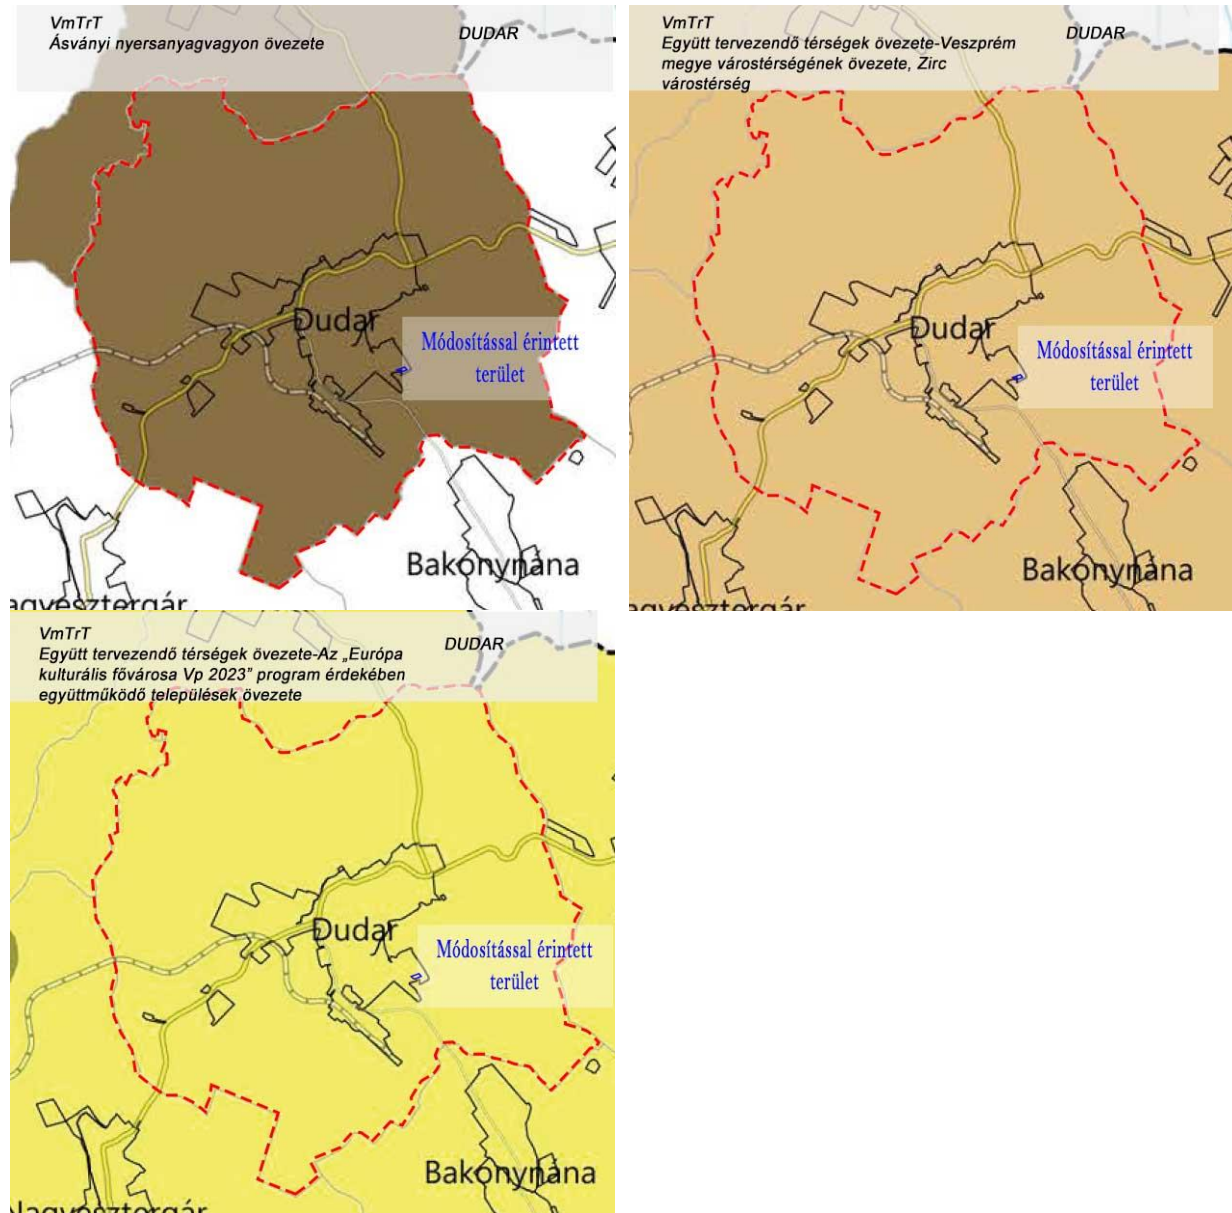 VmTrT
Ásványi nyersanyagvagyon övezete
DUDAR
Dudar
Módosítással érintett
terület
Bakonynána
VmTrT
Együtt tervezendő térségek övezete-Veszprém
megye várostérségének övezete, Zirc
várostérség
DUDAR
Dudar
Módosítással érintett
terület
Bakonynána
VmTrT
Együtt tervezendő térségek övezete-Az „Európa
kulturális fővárosa Vp 2023” program érdekében
együttműködő települések övezete
DUDAR
Dudar
Módosítással érintett
terület
Bakonynána